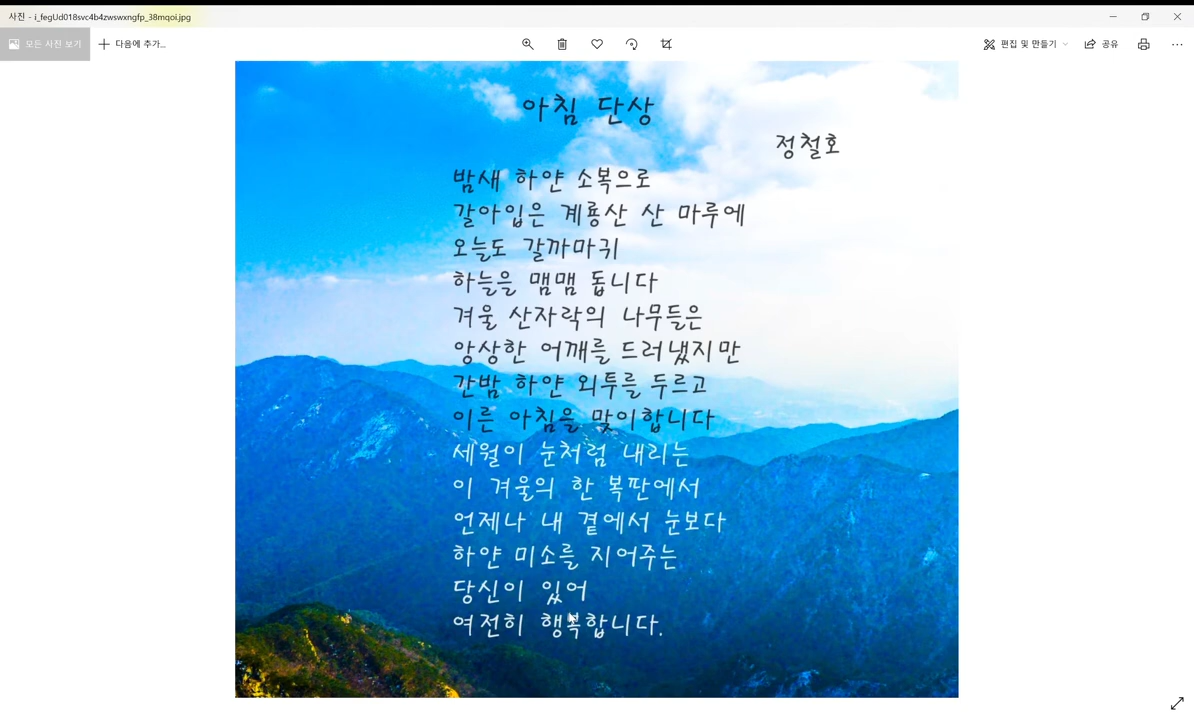 사진 - i_fegUd018svc4b4zwswxngfp_38mqoi.jpg
모든 사진 보기 다음에 추가... 편집 및 만들기 공유
아침 단상
정철호
밤새 하얀 소복으로
갈아입은 계룡산 산 마루에
오늘도 갈까마귀
하늘을 맴맴 돕니다
겨울 산자락의 나무들은
앙상한 어깨를 드러냈지만
간밤 하얀 외투를 두르고
이른 아침을 맞이합니다
세월이 눈처럼 내리는
이 겨울의 한 복판에서
언제나 내 곁에서 눈보다
하얀 미소를 지어주는
당신이 있어
여전히 행복합니다.